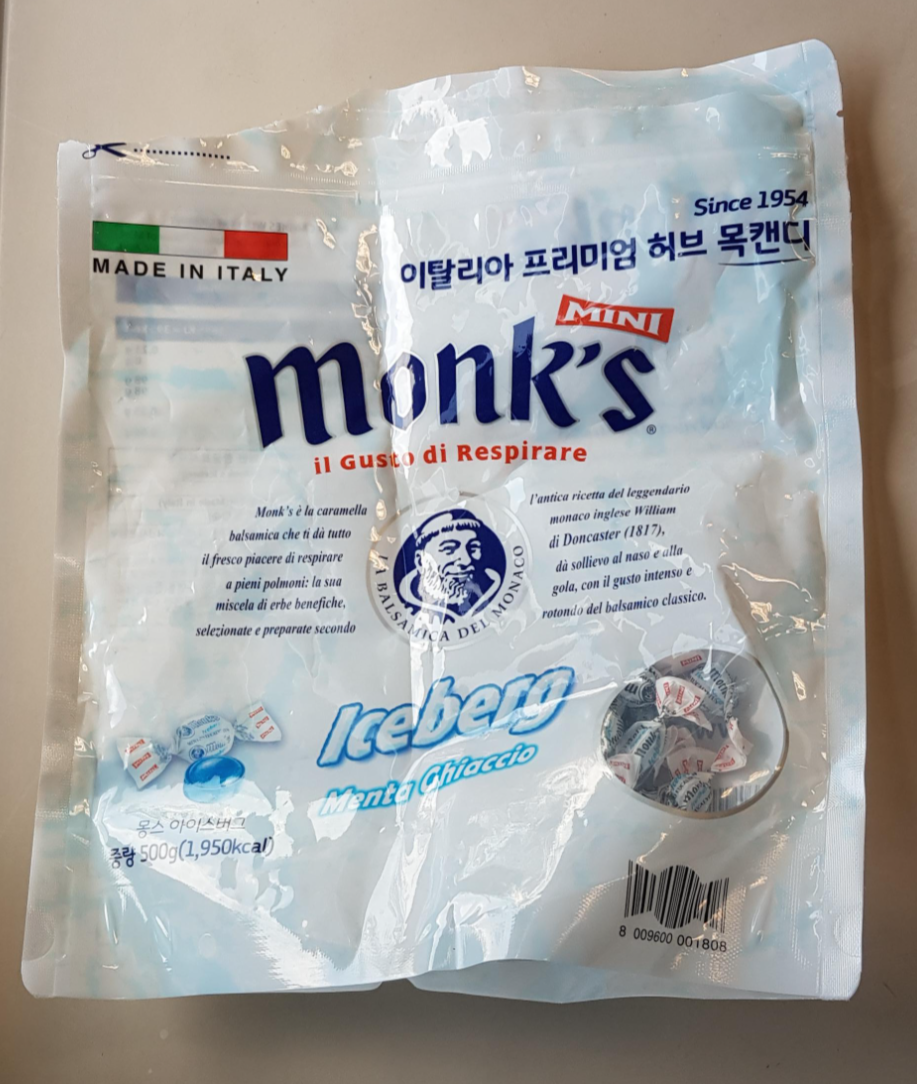 Since 1954
MADE IN ITALY
이탈리아 프리미엄 허브 목캔디
MINI
monk's
®
il Gusto di Respirare
Monk's è la caramella
balsamica che ti dà tutto
il fresco piacere di respirare
a pieni polmoni: la sua
miscela di erbe benefiche,
selezionate e preparate secondo
l'antica ricetta del leggendario
monaco inglese William
di Doncaster (1817),
dà sollievo al naso e alla
gola, con il gusto intenso e
rotondo del balsamico classico.
LA BALSAMICA DEL MONACO
Iceberg
Menta Ghiaccio
몽스 아이스버그
중량 500g(1,950kcal)
8 009600 001808